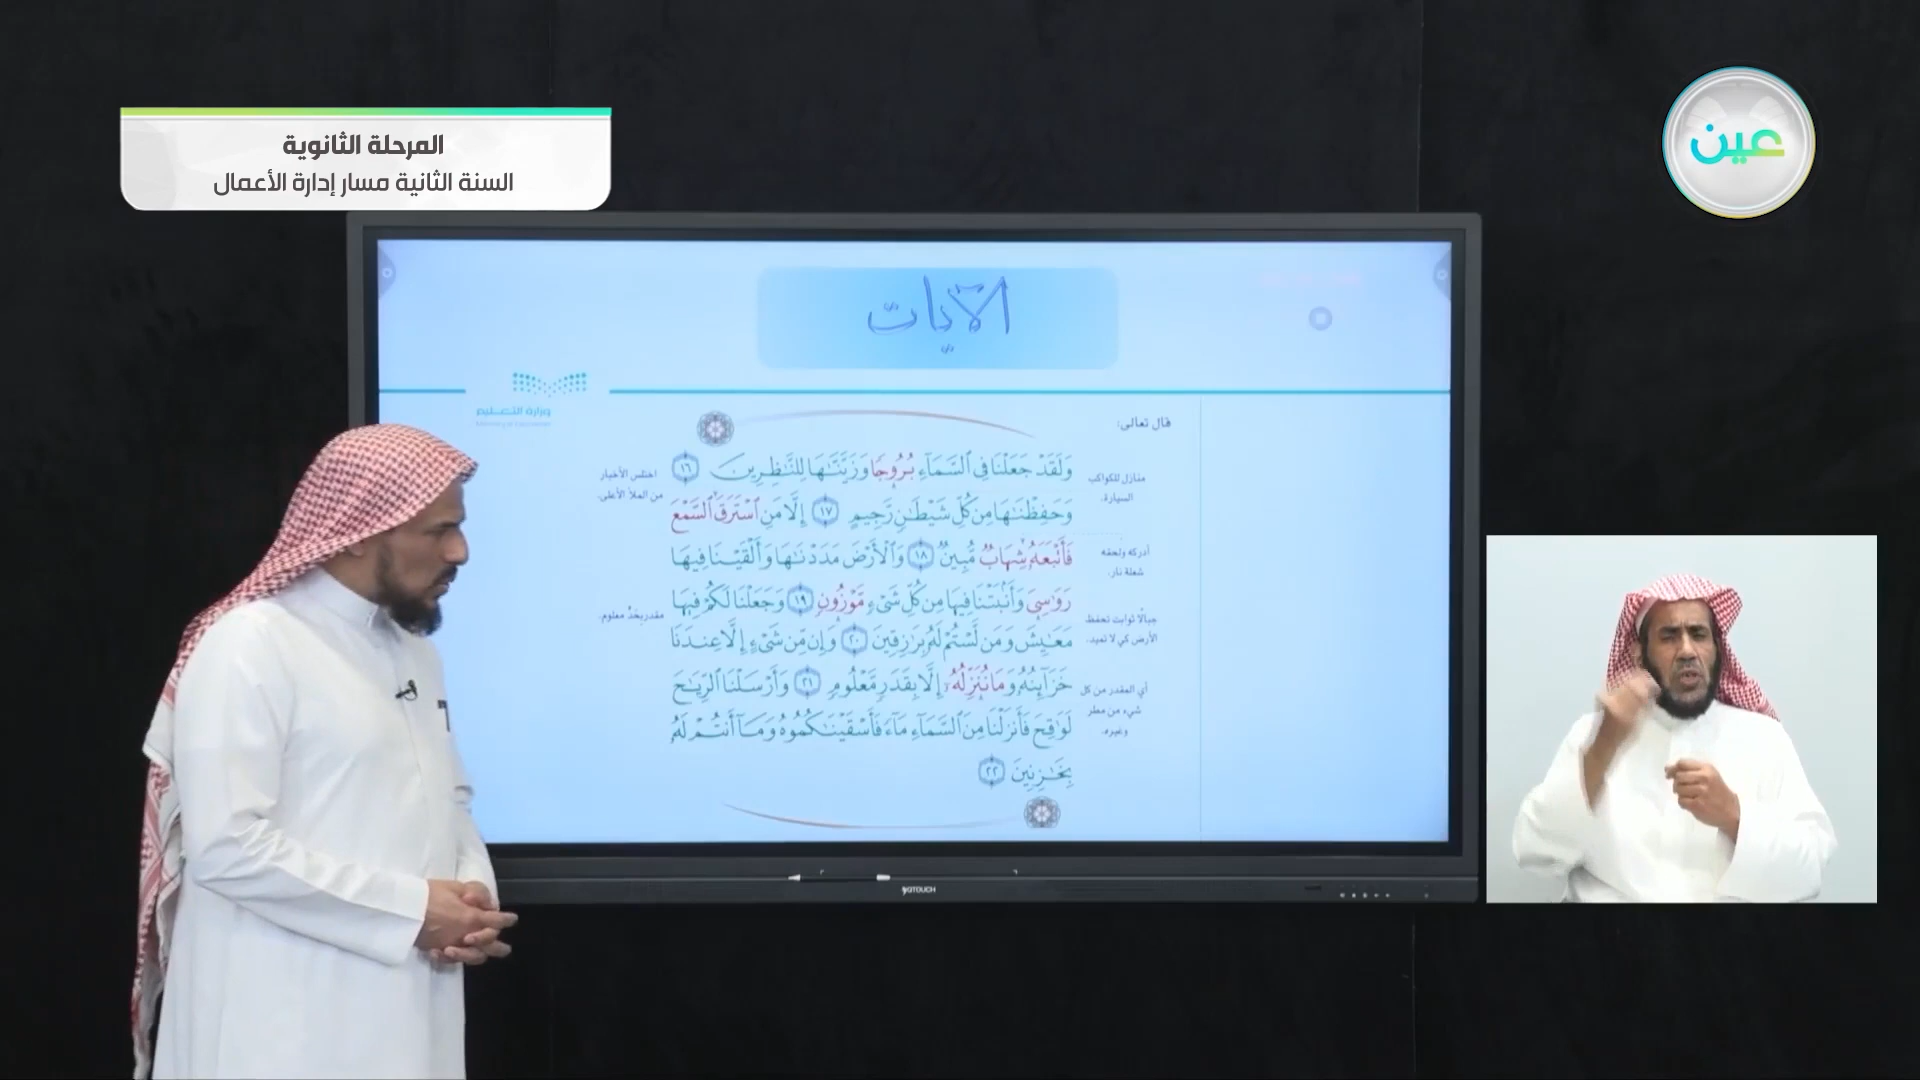 المرحلة الثانوية
السنة الثانية مسار إدارة الأعمال
عين
الآيات
وزارة التعليم
Ministry of Education
قال تعالى:
وَلَقَدْ جَعَلْنَا فِي ٱلسَّمَآءِ بُرُوجًا وَزَيَّنَّٰهَا لِلنَّٰظِرِينَ ١٦
وَحَفِظْنَٰهَا مِن كُلِّ شَيْطَٰنٍ رَّجِيمٍ ١٧ إِلَّا مَنِ ٱسْتَرَقَ ٱلسَّمْعَ
فَأَتْبَعَهُۥ شِهَابٌ مُّبِينٌ ١٨ وَٱلْأَرْضَ مَدَدْنَٰهَا وَأَلْقَيْنَا فِيهَا
رَوَٰسِيَ وَأَنۢبَتْنَا فِيهَا مِن كُلِّ شَيْءٍ مَّوْزُونٍ ١٩ وَجَعَلْنَا لَكُمْ فِيهَا
مَعَٰيِشَ وَمَن لَّسْتُمْ لَهُۥ بِرَٰزِقِينَ ٢٠ وَإِن مِّن شَيْءٍ إِلَّا عِندَنَا
خَزَآئِنُهُۥ وَمَا نُنَزِّلُهُۥٓ إِلَّا بِقَدَرٍ مَّعْلُومٍ ٢١ وَأَرْسَلْنَا ٱلرِّيَٰحَ
لَوَٰقِحَ فَأَنزَلْنَا مِنَ ٱلسَّمَآءِ مَآءً فَأَسْقَيْنَٰكُمُوهُ وَمَآ أَنتُمْ لَهُۥ
بِخَٰزِنِينَ ٢٢
منازل للكواكب
السيارة.
أدركه ولحقه
شعلة نار.
جبالًا ثوابت تحفظ
الأرض كي لا تميد.
أي المقدر من كل
شيء من مطر
وغيره.
اختلس الأخبار
من الملأ الأعلى.
مقدر بحدٍّ معلوم.
IQTOUCH